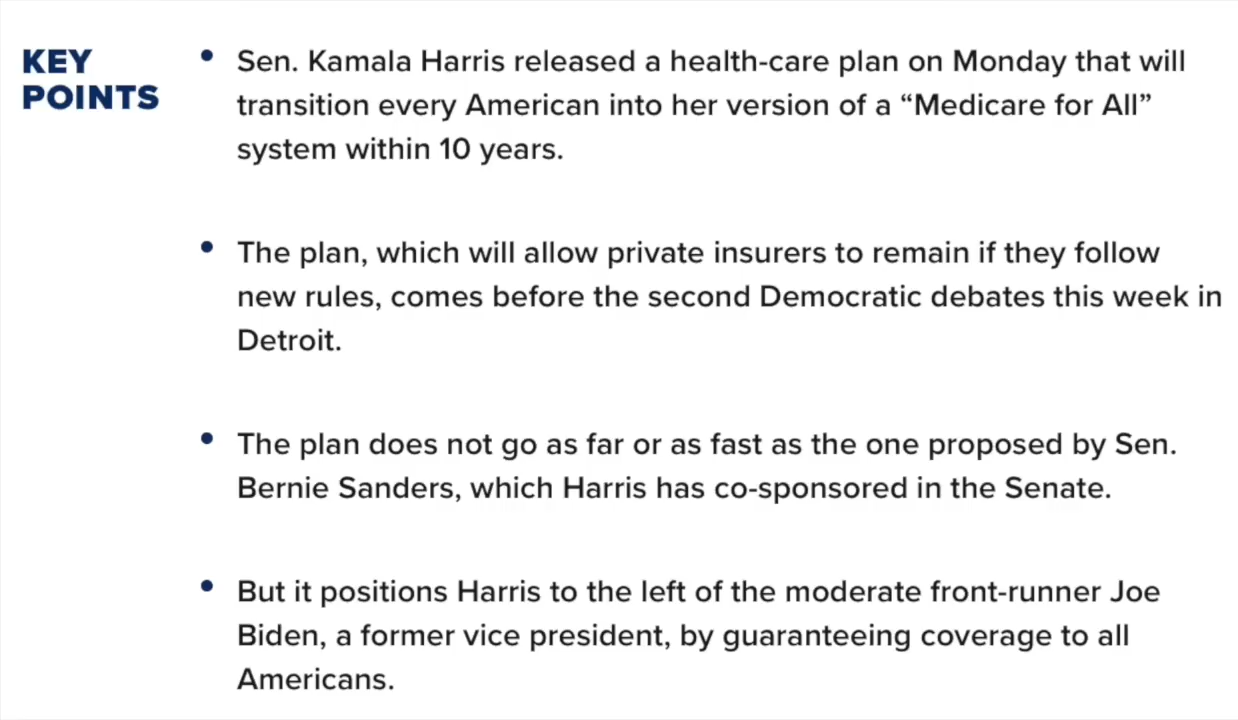 KEY
POINTS
• Sen. Kamala Harris released a health-care plan on Monday that will
transition every American into her version of a “Medicare for All”
system within 10 years.
• The plan, which will allow private insurers to remain if they follow
new rules, comes before the second Democratic debates this week in
Detroit.
• The plan does not go as far or as fast as the one proposed by Sen.
Bernie Sanders, which Harris has co-sponsored in the Senate.
• But it positions Harris to the left of the moderate front-runner Joe
Biden, a former vice president, by guaranteeing coverage to all
Americans.